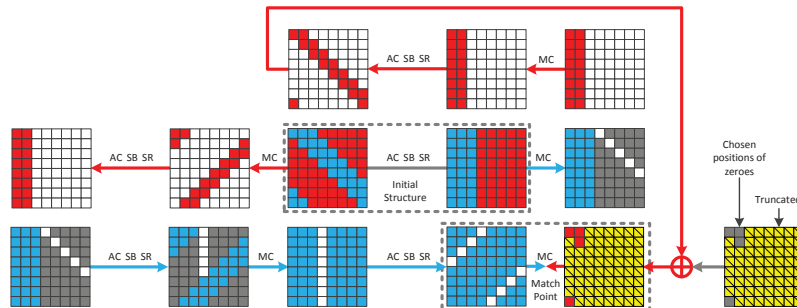 AC SB SR
MC
Chosen
positions of
zeroes
AC SB SR
MC
AC SB SR
MC
Initial
Structure
Truncated
AC SB SR
MC
AC SB SR
MC
Match
Point